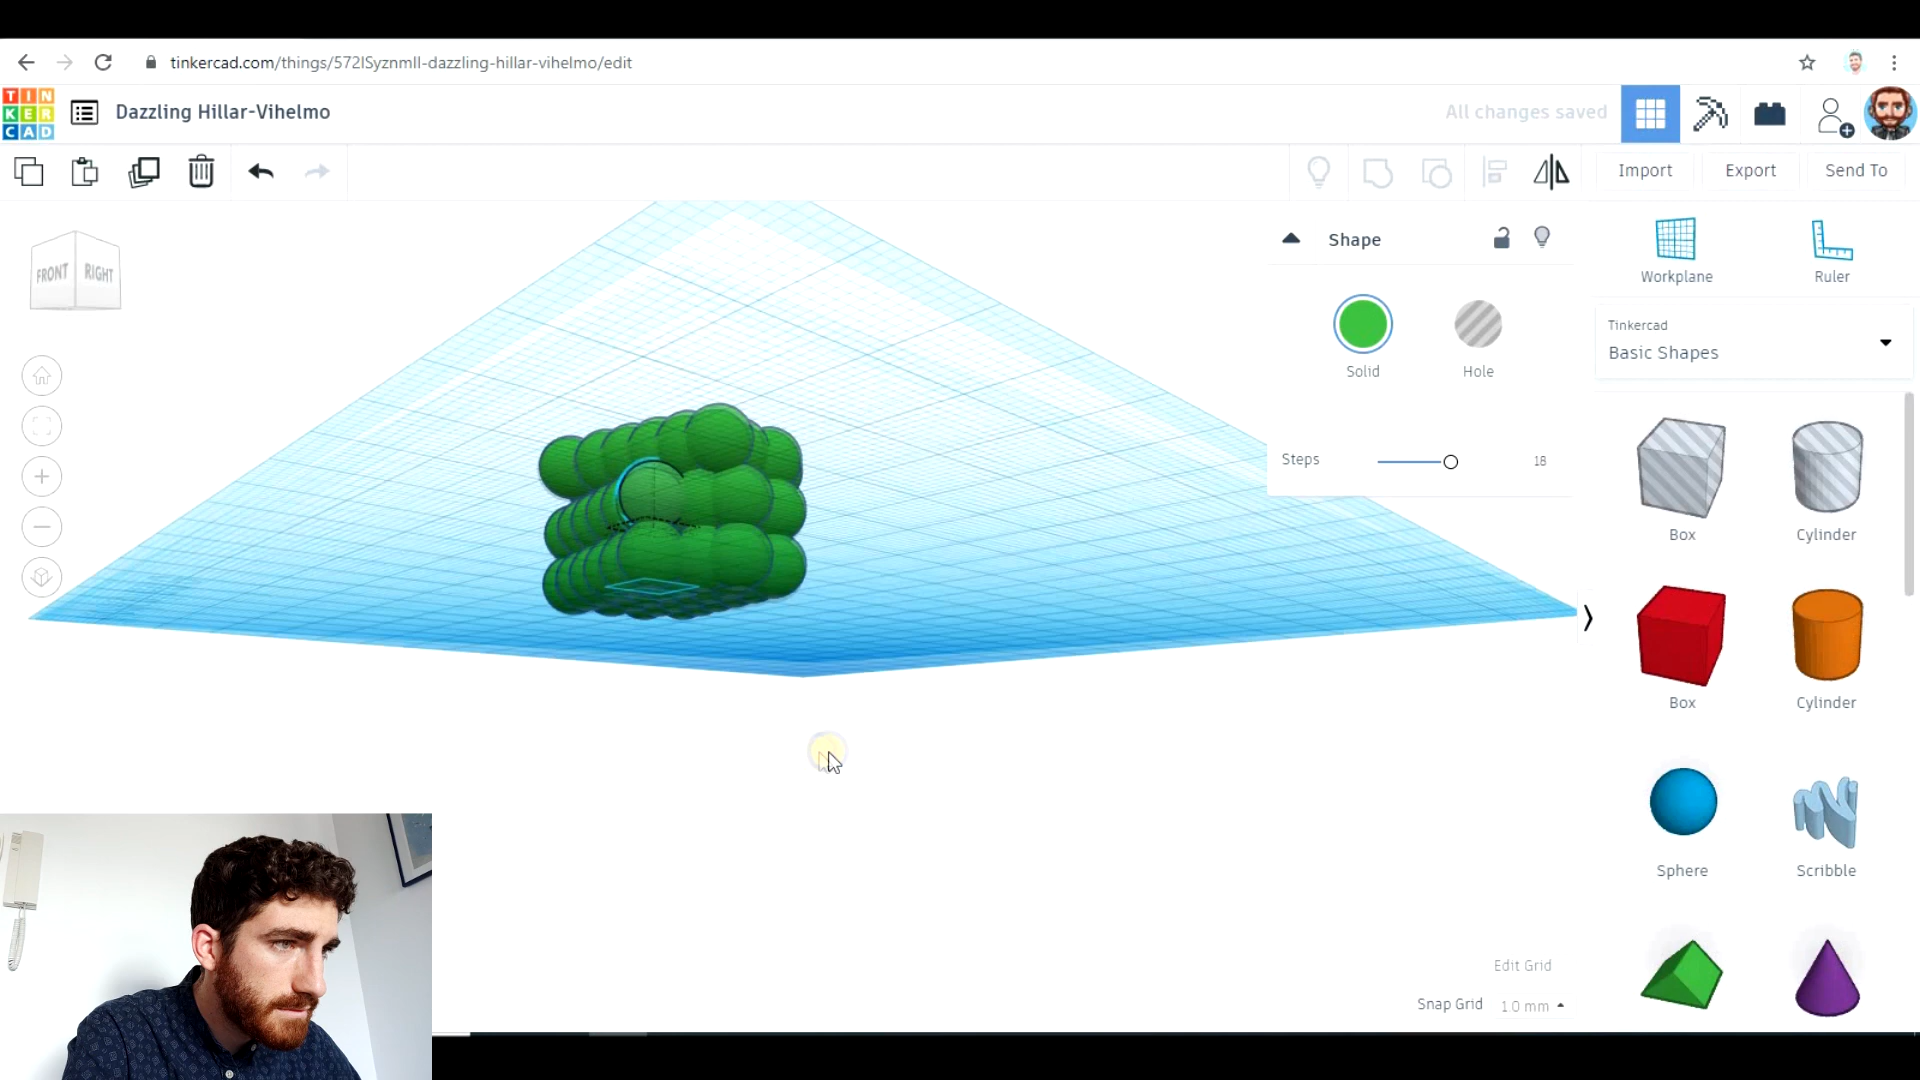 tinkercad.com/things/572ISyznmIl-dazzling-hillar-vihelmo/edit
TIN
KER
CAD
Dazzling Hillar-Vihelmo
All changes saved
Import
Export
Send To
FRONT
RIGHT
Shape
Solid
Hole
Steps
18
Workplane
Ruler
Tinkercad
Basic Shapes
Box
Cylinder
Box
Cylinder
Sphere
Scribble
Edit Grid
Snap Grid
1.0 mm